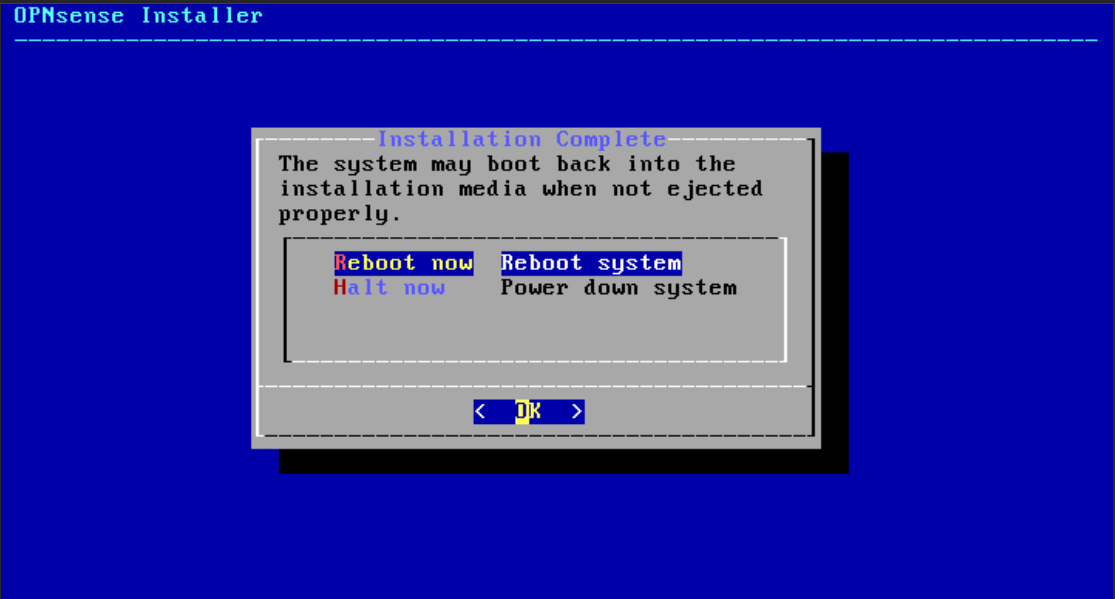 OPNsense Installer
Installation Complete
The system may boot back into the
installation media when not ejected
properly.
Reboot now Reboot system
Halt now Power down system
< OK >